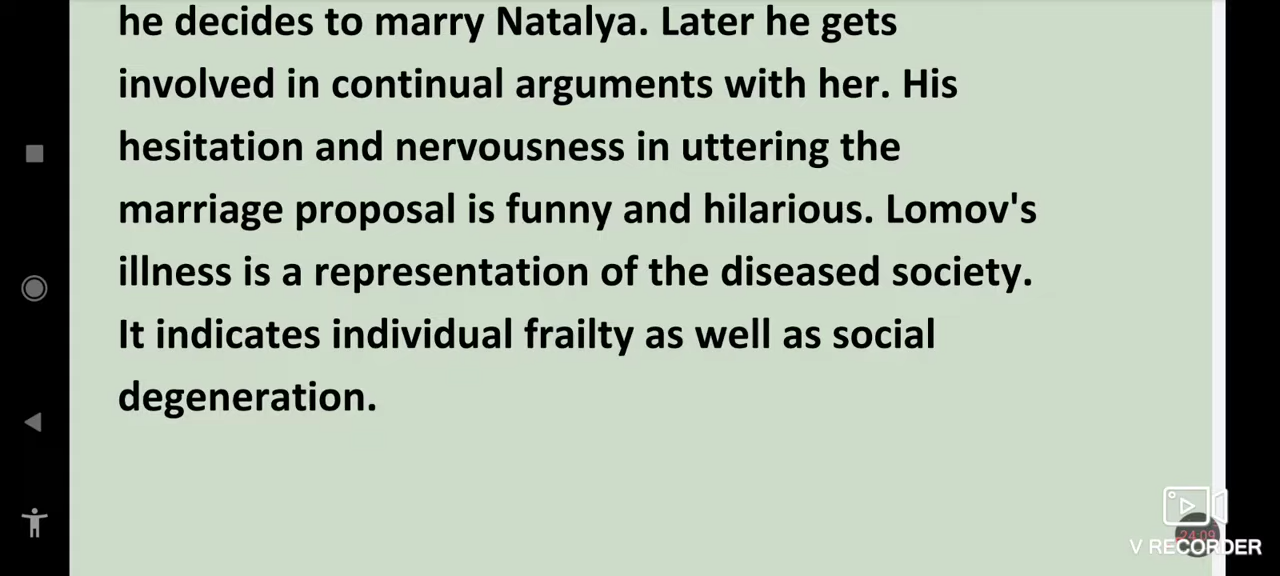 he decides to marry Natalya. Later he gets
involved in continual arguments with her. His
hesitation and nervousness in uttering the
marriage proposal is funny and hilarious. Lomov's
illness is a representation of the diseased society.
It indicates individual frailty as well as social
degeneration.
24:09
V RECORDER